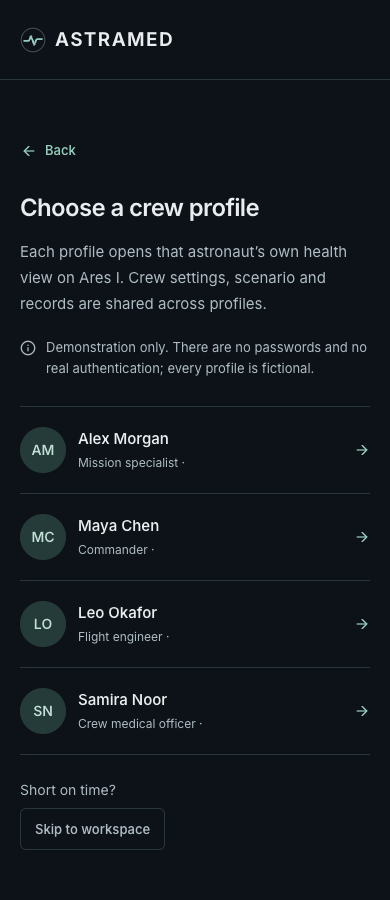 ASTRAMED
Back
Choose a crew profile
Each profile opens that astronaut’s own health
view on Ares I. Crew settings, scenario and
records are shared across profiles.
Demonstration only. There are no passwords and no
real authentication; every profile is fictional.
AM
Alex Morgan
Mission specialist ·
MC
Maya Chen
Commander ·
LO
Leo Okafor
Flight engineer ·
SN
Samira Noor
Crew medical officer ·
Short on time?
Skip to workspace